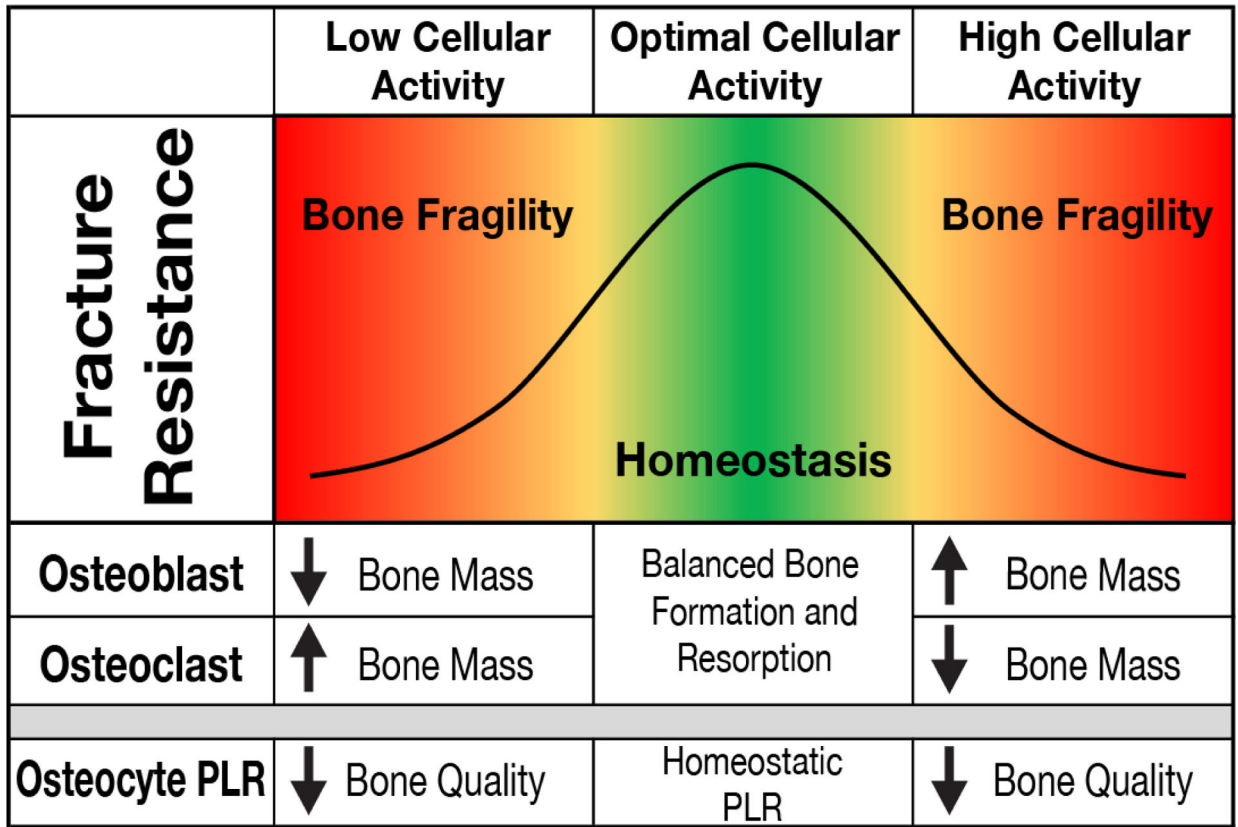 Low Cellular
Activity
Optimal Cellular
Activity
High Cellular
Activity
Fracture
Resistance
Bone Fragility
Bone Fragility
Homeostasis
Osteoblast
Bone Mass
Balanced Bone
Formation and
Resorption
Bone Mass
Osteoclast
Bone Mass
Bone Mass
Osteocyte PLR
Bone Quality
Homeostatic
PLR
Bone Quality